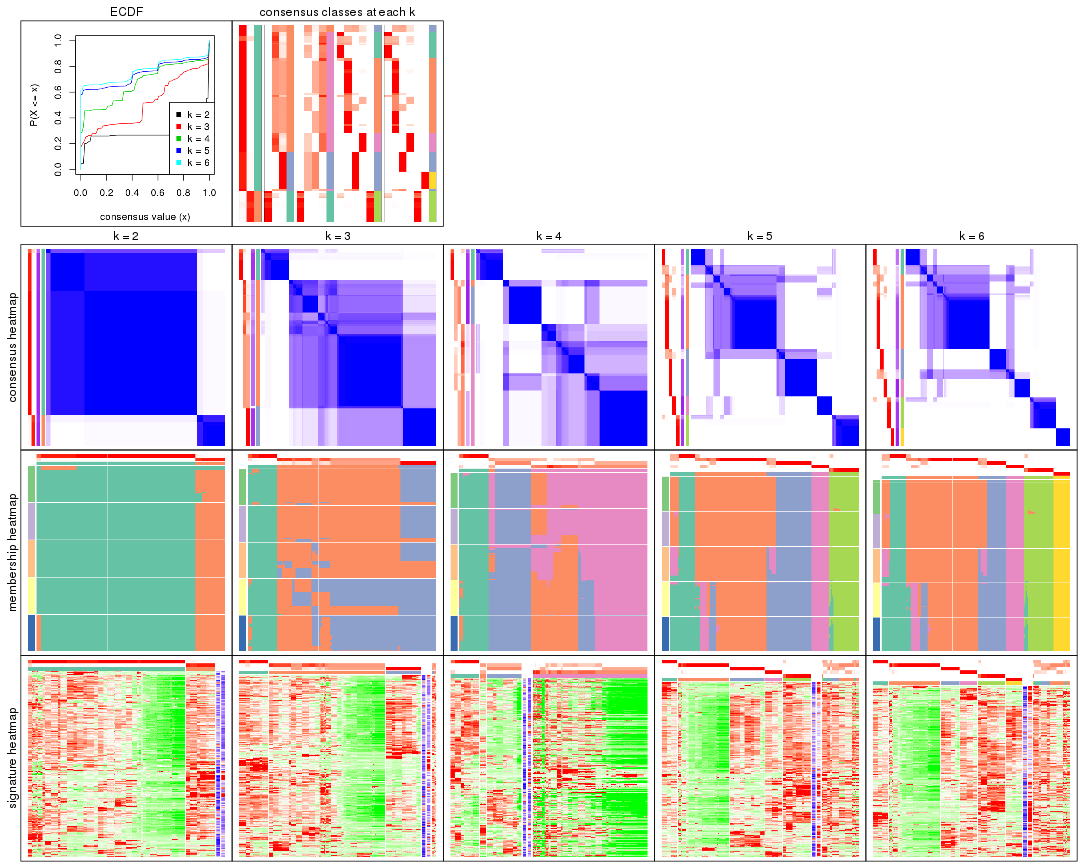 ECDF
consensus classes at each k
P(X <= x)
1.0
0.8
0.6
0.4
0.2
0.0
k = 2
k = 3
k = 4
k = 5
k = 6
0.0 0.2 0.4 0.6 0.8 1.0
consensus value (x)
k = 2
k = 3
k = 4
k = 5
k = 6
consensus heatmap
membership heatmap
signature heatmap